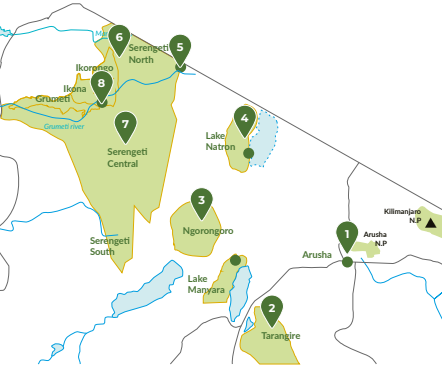 6
5
Serengeti
North
Ikorongo
8
Ikona
Grumeti
Grumeti river
7
Serengeti
Central
4
Lake
Natron
3
Ngorongoro
Serengeti
South
Kilimanjaro
N.P
1
Arusha
N.P
Arusha
Lake
Manyara
2
Tarangire